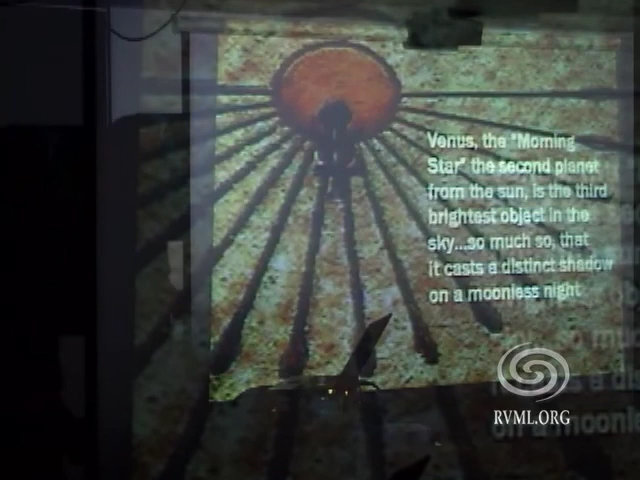 Venus, the "Morning
Star" the second planet
from the sun, is the third
brightest object in the
sky...so much so, that
it casts a distinct shadow
on a moonless night
RVML.ORG